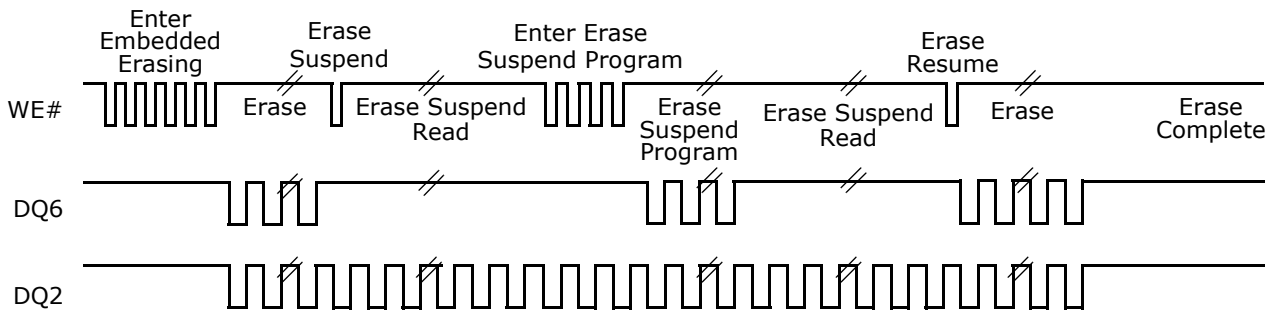 Enter
Embedded
Erasing
Erase
Suspend
Enter Erase
Suspend Program
Erase
Resume
WE#
Erase
Erase Suspend
Read
Erase
Suspend
Program
Erase Suspend
Read
Erase
Erase
Complete
DQ6
DQ2